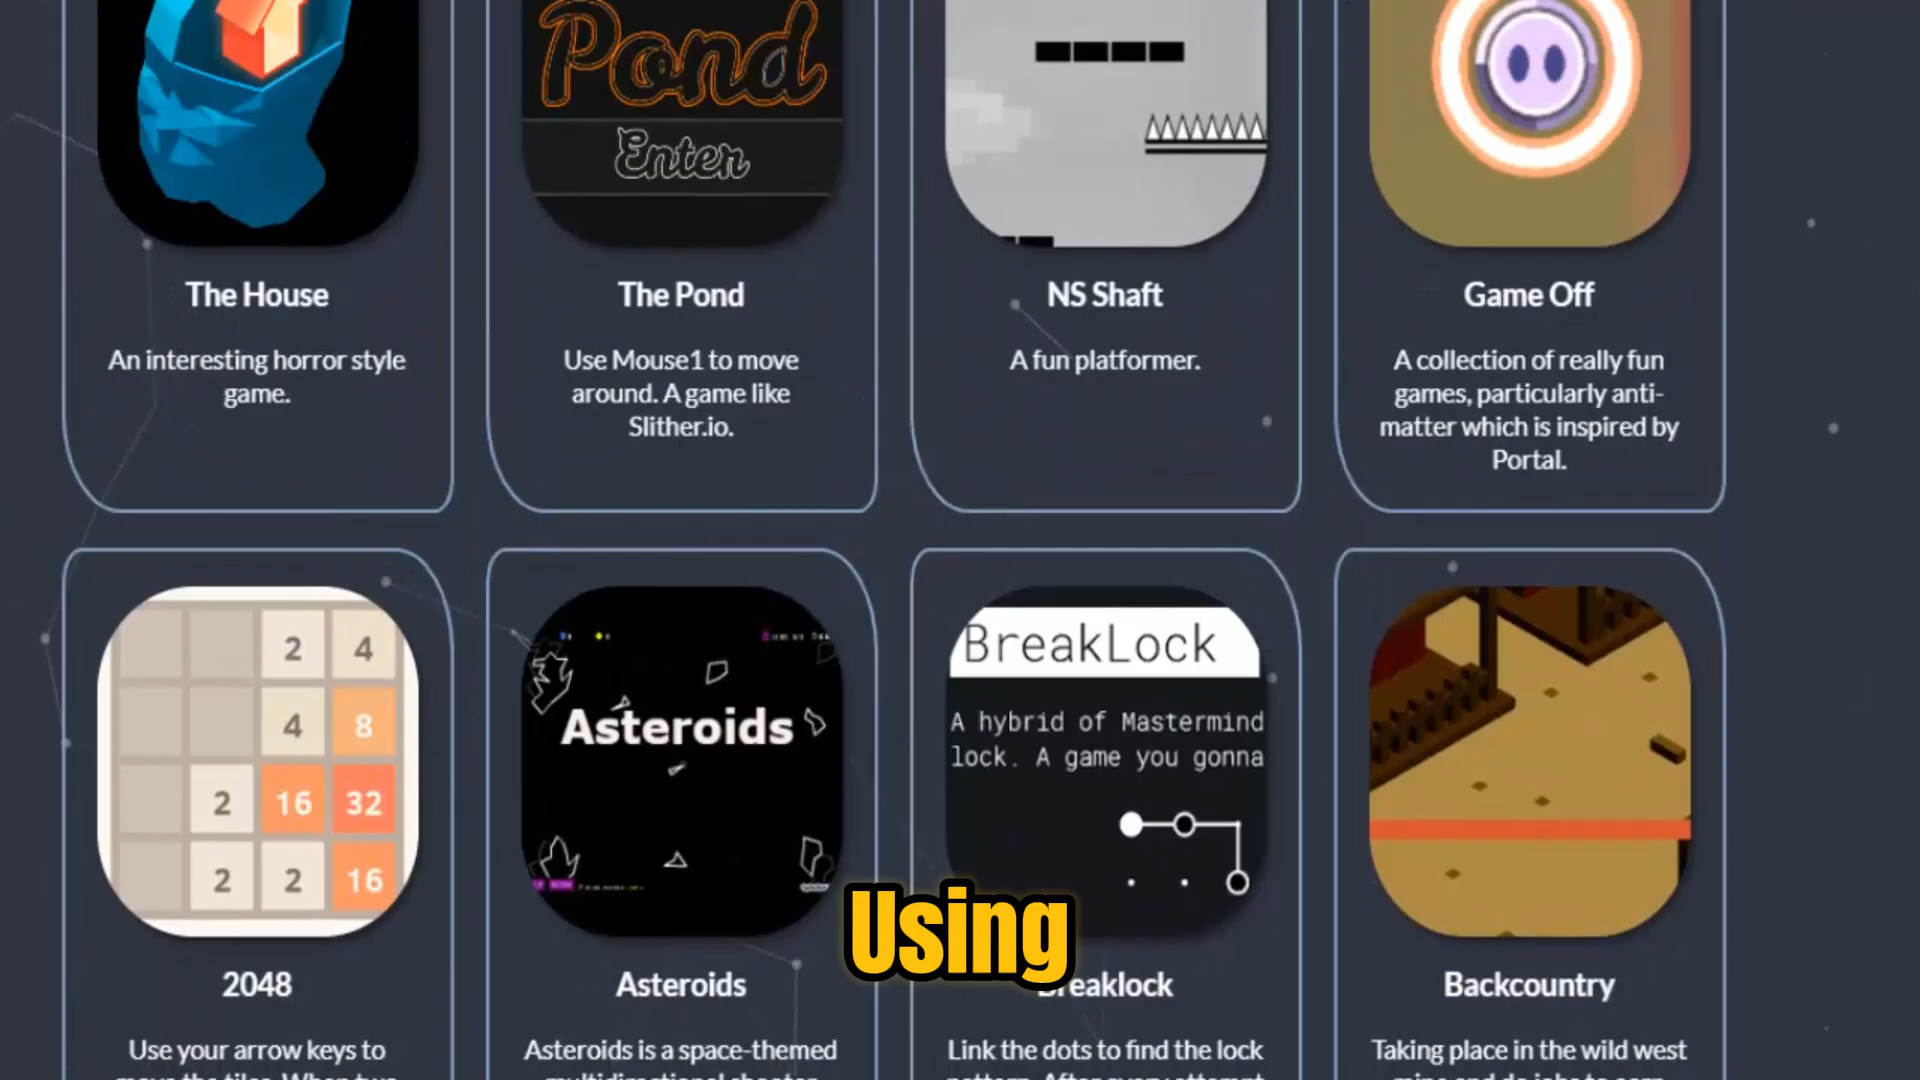 Pond
Enter
The House
The Pond
NS Shaft
Game Off
An interesting horror style
game.
Use Mouse1 to move
around. A game like
Slither.io.
A fun platformer.
A collection of really fun
games, particularly anti-
matter which is inspired by
Portal.
2 4
4 8
2 16 32
2 2 16
Asteroids
BreakLock
A hybrid of Mastermind
lock. A game you gonna
Using
2048
Asteroids
Breaklock
Backcountry
Use your arrow keys to
Asteroids is a space-themed
Link the dots to find the lock
Taking place in the wild west